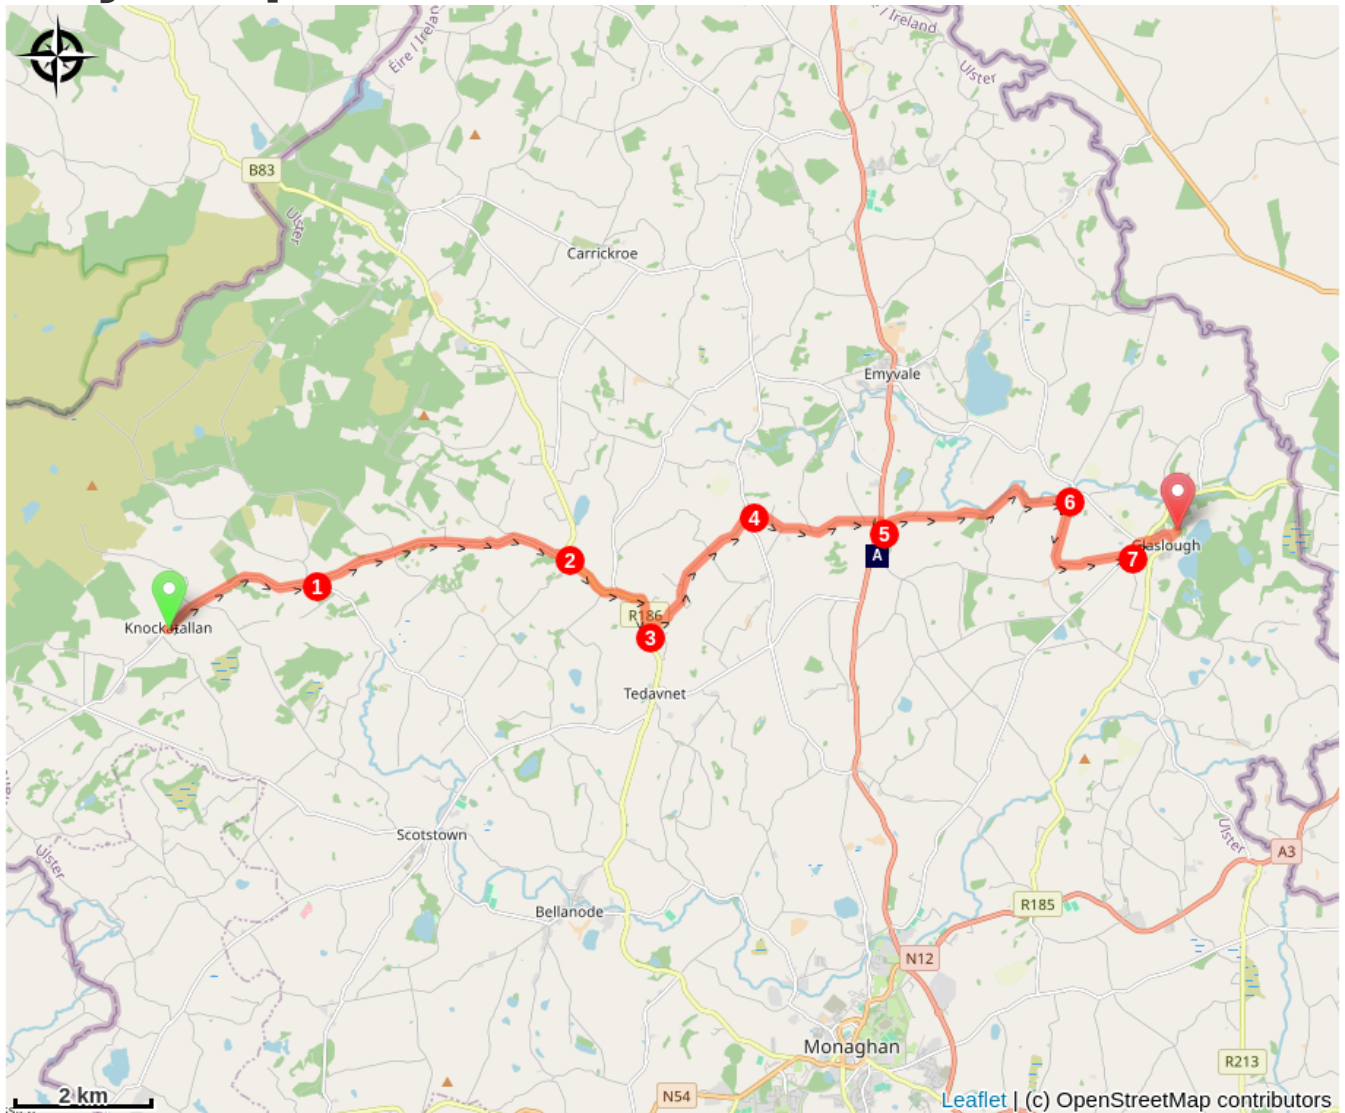 Éire / Ireland
/ Ireland
Ulster
B83
Ulster
Carrickroe
Emyvale
6
4
5
A
2
Glaslough
7
1
R186
Knockatallan
3
Tedavnet
Scotstown
Ulster
A3
Ulster
R185
Bellanode
N12
Monaghan
R213
2 km
N54
Leaflet | (c) OpenStreetMap contributors